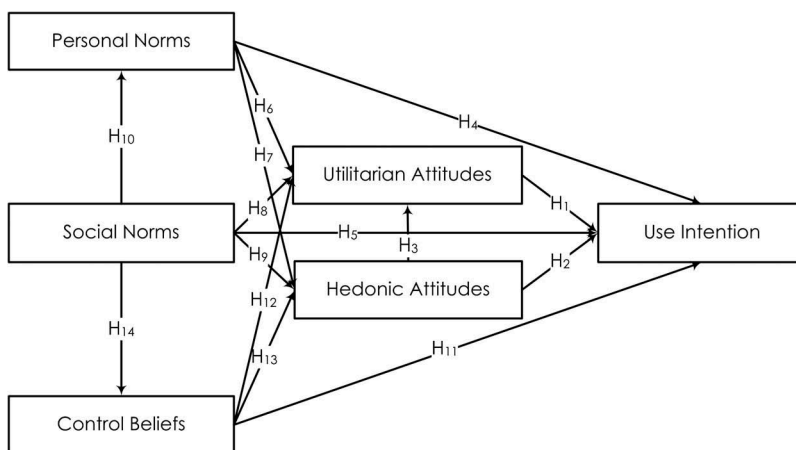 Personal Norms
H₆
H₄
H₁₀
H₇
Utilitarian Attitudes
H₈
H₁
Social Norms
H₅
Use Intention
H₃
H₉
H₂
Hedonic Attitudes
H₁₂
H₁₄
H₁₃
H₁₁
Control Beliefs